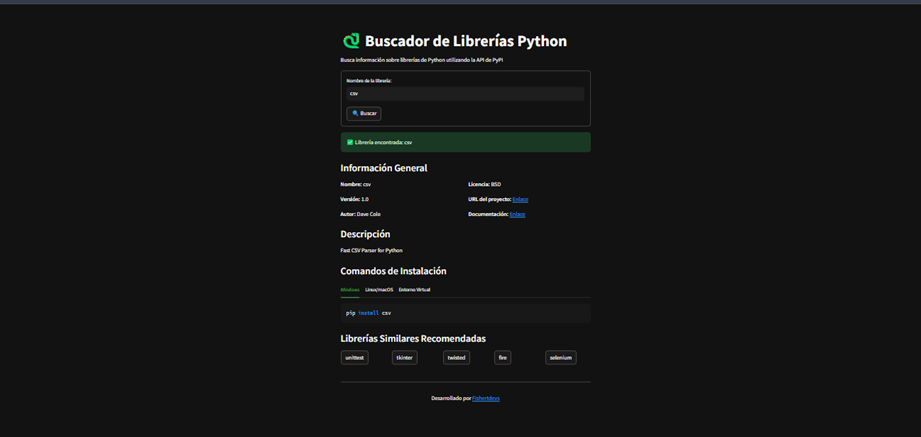 Buscador de Librerías Python
Busca información sobre librerías de Python utilizando la API de PyPI
Nombre de la librería:
csv
🔍 Buscar
✅ Librería encontrada: csv
Información General
Nombre: csv
Licencia: BSD
Versión: 1.0
URL del proyecto: Enlace
Autor: Dave Cole
Documentación: Enlace
Descripción
Fast CSV Parser for Python
Comandos de Instalación
Windows Linux/macOS Entorno Virtual
pip install csv
Librerías Similares Recomendadas
unittest tkinter twisted fire selenium
Desarrollado por Fishertdevs